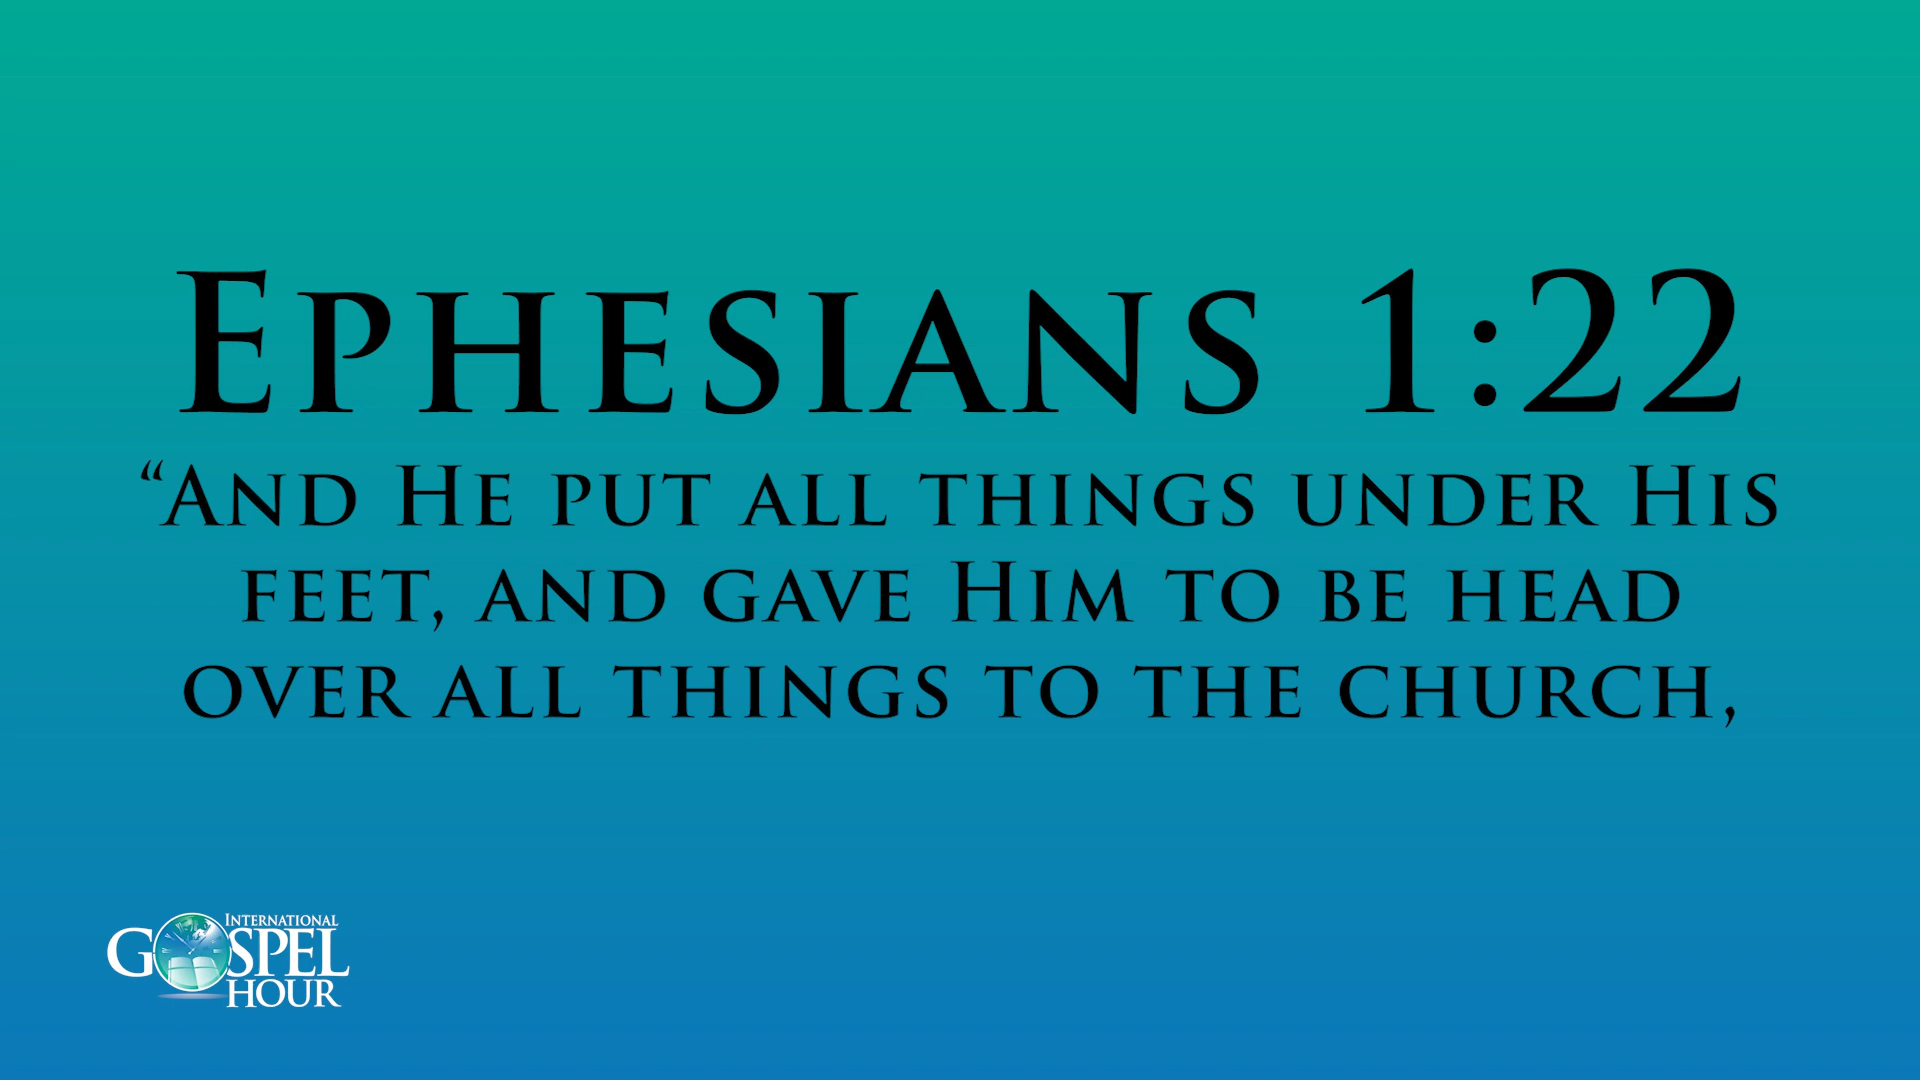 Ephesians 1:22
“And He put all things under His
feet, and gave Him to be head
over all things to the church,
International
Gospel
Hour